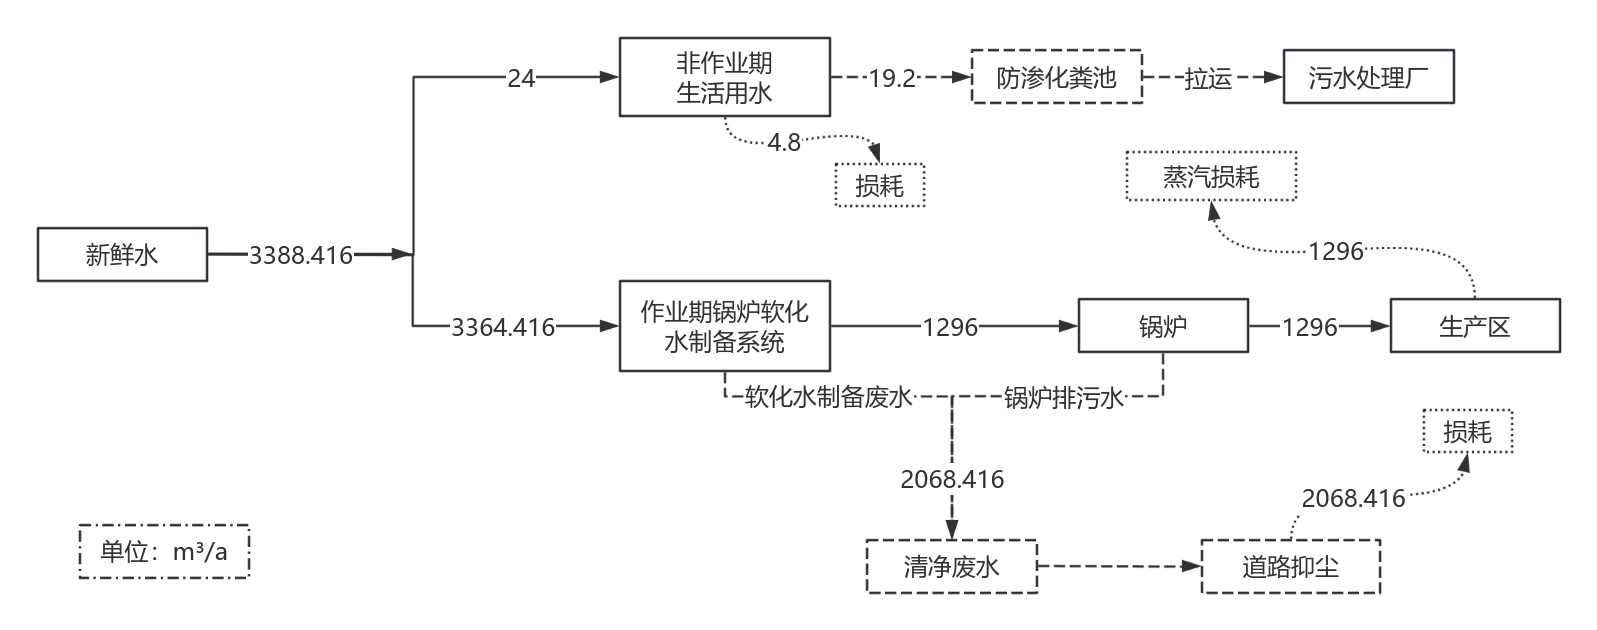 24
非作业期
生活用水
19.2
防渗化粪池
拉运
污水处理厂
4.8
损耗
蒸汽损耗
新鲜水
3388.416
1296
3364.416
作业期锅炉软化
水制备系统
1296
锅炉
1296
生产区
软化水制备废水
锅炉排污水
损耗
2068.416
2068.416
单位：m³/a
清净废水
道路抑尘